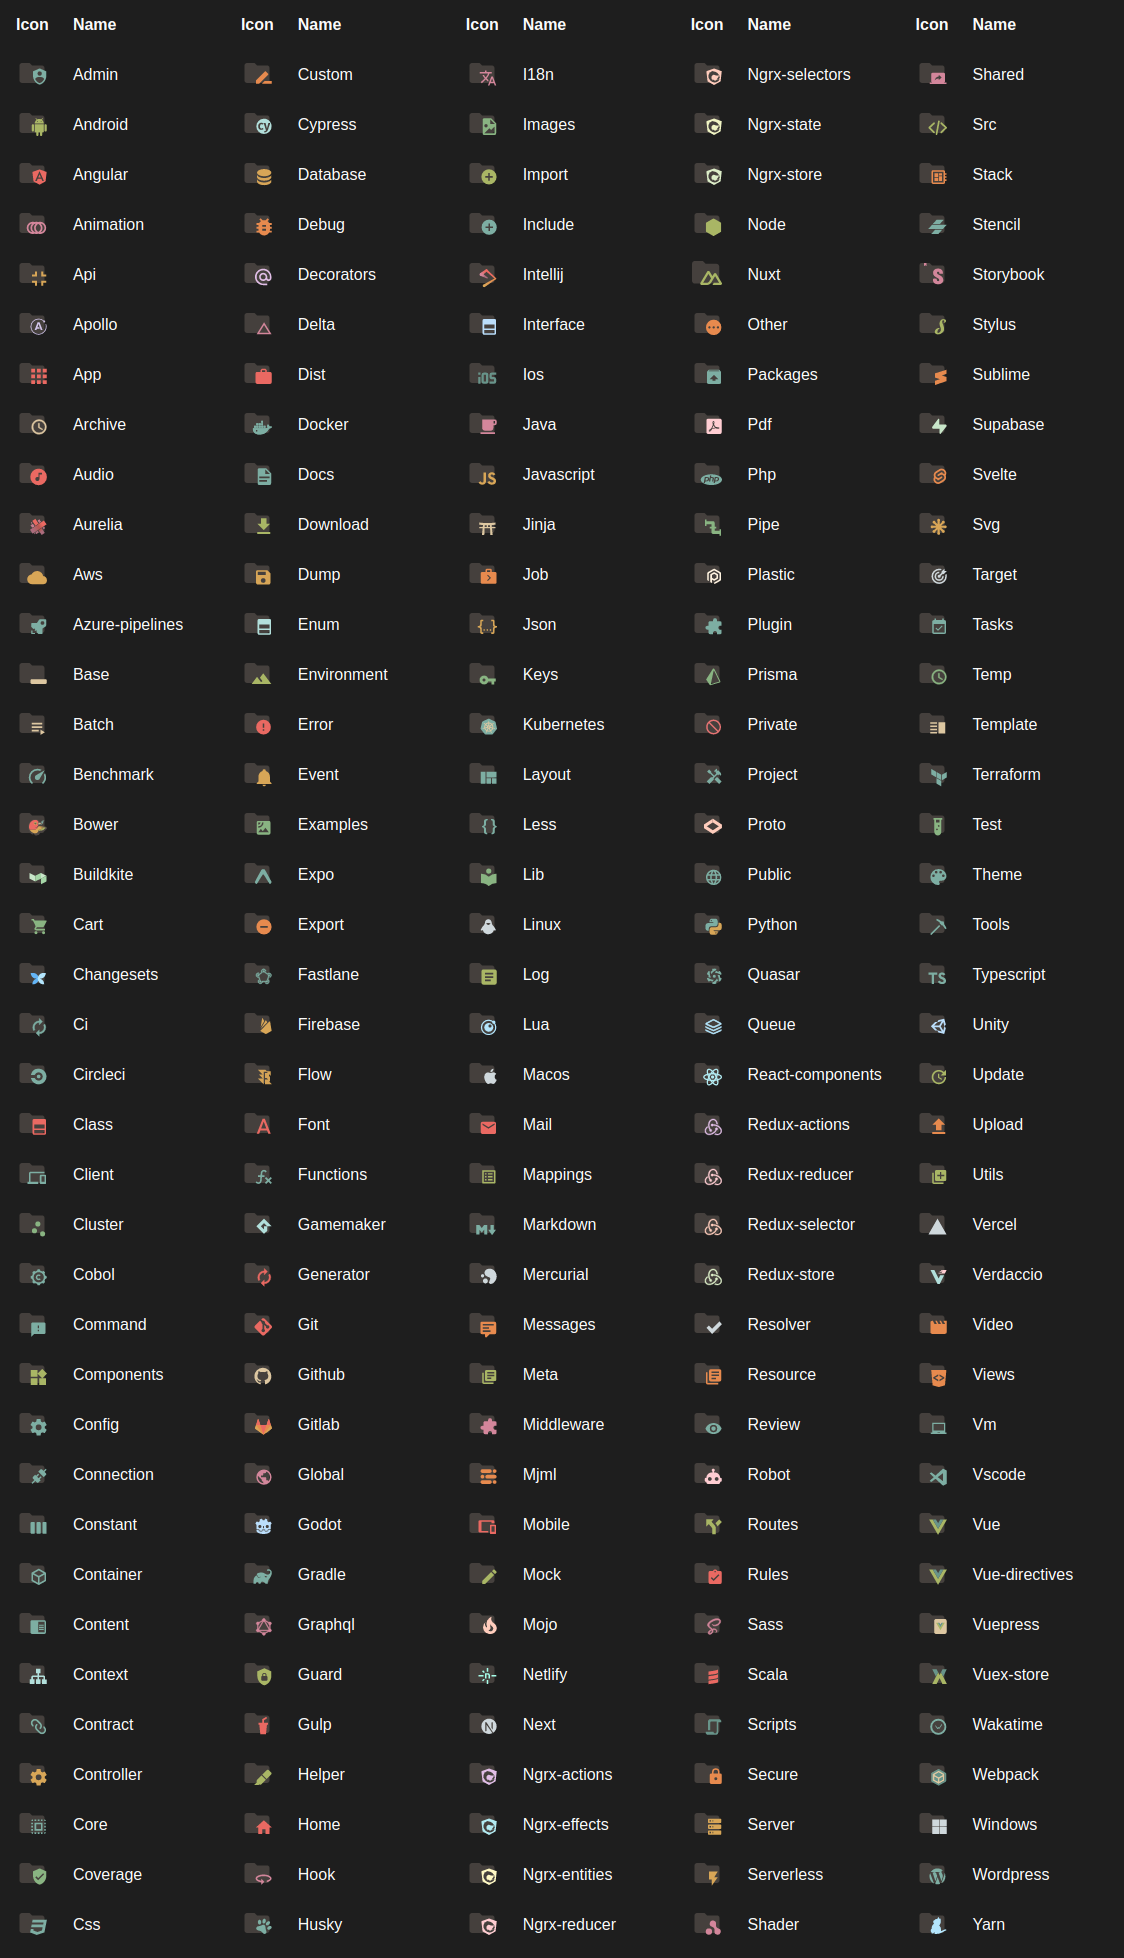 Icon Name Icon Name Icon Name Icon Name Icon Name
Admin Custom I18n Ngrx-selectors Shared
Android Cypress Images Ngrx-state Src
Angular Database Import Ngrx-store Stack
Animation Debug Include Node Stencil
Api Decorators Intellij Nuxt Storybook
Apollo Delta Interface Other Stylus
App Dist Ios Packages Sublime
Archive Docker Java Pdf Supabase
Audio Docs Javascript Php Svelte
Aurelia Download Jinja Pipe Svg
Aws Dump Job Plastic Target
Azure-pipelines Enum Json Plugin Tasks
Base Environment Keys Prisma Temp
Batch Error Kubernetes Private Template
Benchmark Event Layout Project Terraform
Bower Examples Less Proto Test
Buildkite Expo Lib Public Theme
Cart Export Linux Python Tools
Changesets Fastlane Log Quasar Typescript
Ci Firebase Lua Queue Unity
Circleci Flow Macos React-components Update
Class Font Mail Redux-actions Upload
Client Functions Mappings Redux-reducer Utils
Cluster Gamemaker Markdown Redux-selector Vercel
Cobol Generator Mercurial Redux-store Verdaccio
Command Git Messages Resolver Video
Components Github Meta Resource Views
Config Gitlab Middleware Review Vm
Connection Global Mjml Robot Vscode
Constant Godot Mobile Routes Vue
Container Gradle Mock Rules Vue-directives
Content Graphql Mojo Sass Vuepress
Context Guard Netlify Scala Vuex-store
Contract Gulp Next Scripts Wakatime
Controller Helper Ngrx-actions Secure Webpack
Core Home Ngrx-effects Server Windows
Coverage Hook Ngrx-entities Serverless Wordpress
Css Husky Ngrx-reducer Shader Yarn